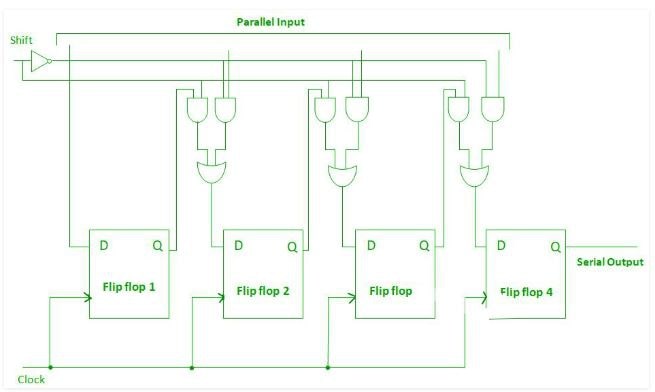 Parallel Input
Shift
D Q
D Q
D Q
D Q
Flip flop 1
Flip flop 2
Flip flop
Flip flop 4
Serial Output
Clock